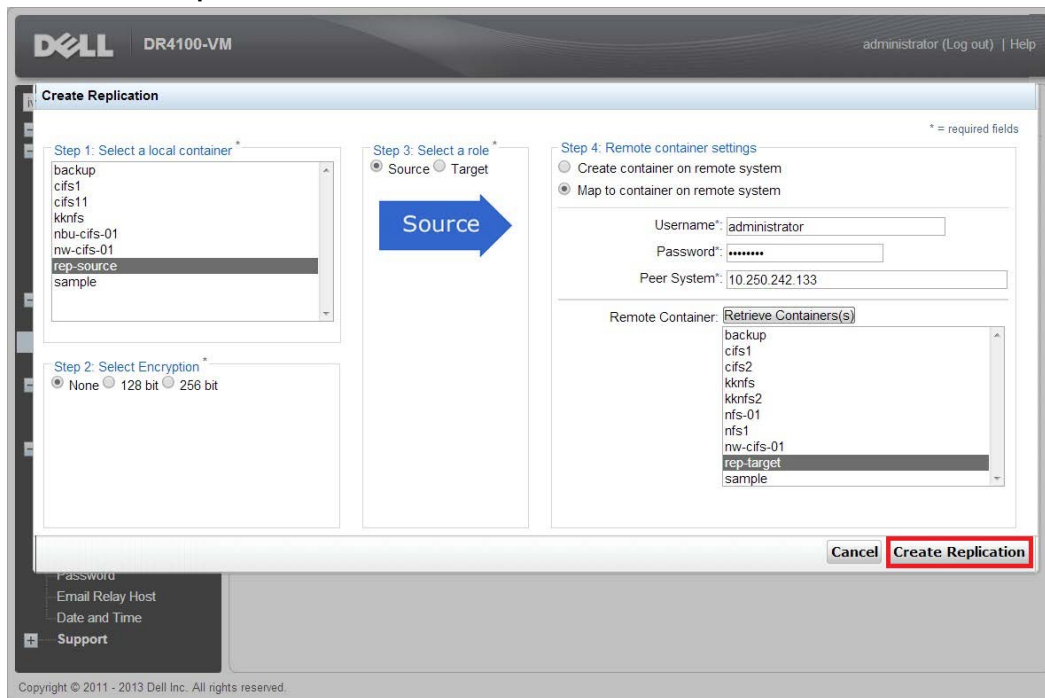 DELL DR4100-VM
administrator (Log out) | Help
Create Replication
* = required fields
Step 1: Select a local container *
backup
cifs1
cifs11
kknfs
nbu-cifs-01
nw-cifs-01
rep-source
sample
Step 2: Select Encryption *
None 128 bit 256 bit
Step 3: Select a role *
Source Target
Source
Step 4: Remote container settings
Create container on remote system
Map to container on remote system
Username*: administrator
Password*: ••••••••
Peer System*: 10.250.242.133
Remote Container: Retrieve Containers(s)
backup
cifs1
cifs2
kknfs
kknfs2
nfs-01
nfs1
nw-cifs-01
rep-target
sample
Cancel Create Replication
Password
Email Relay Host
Date and Time
Support
Copyright © 2011 - 2013 Dell Inc. All rights reserved.